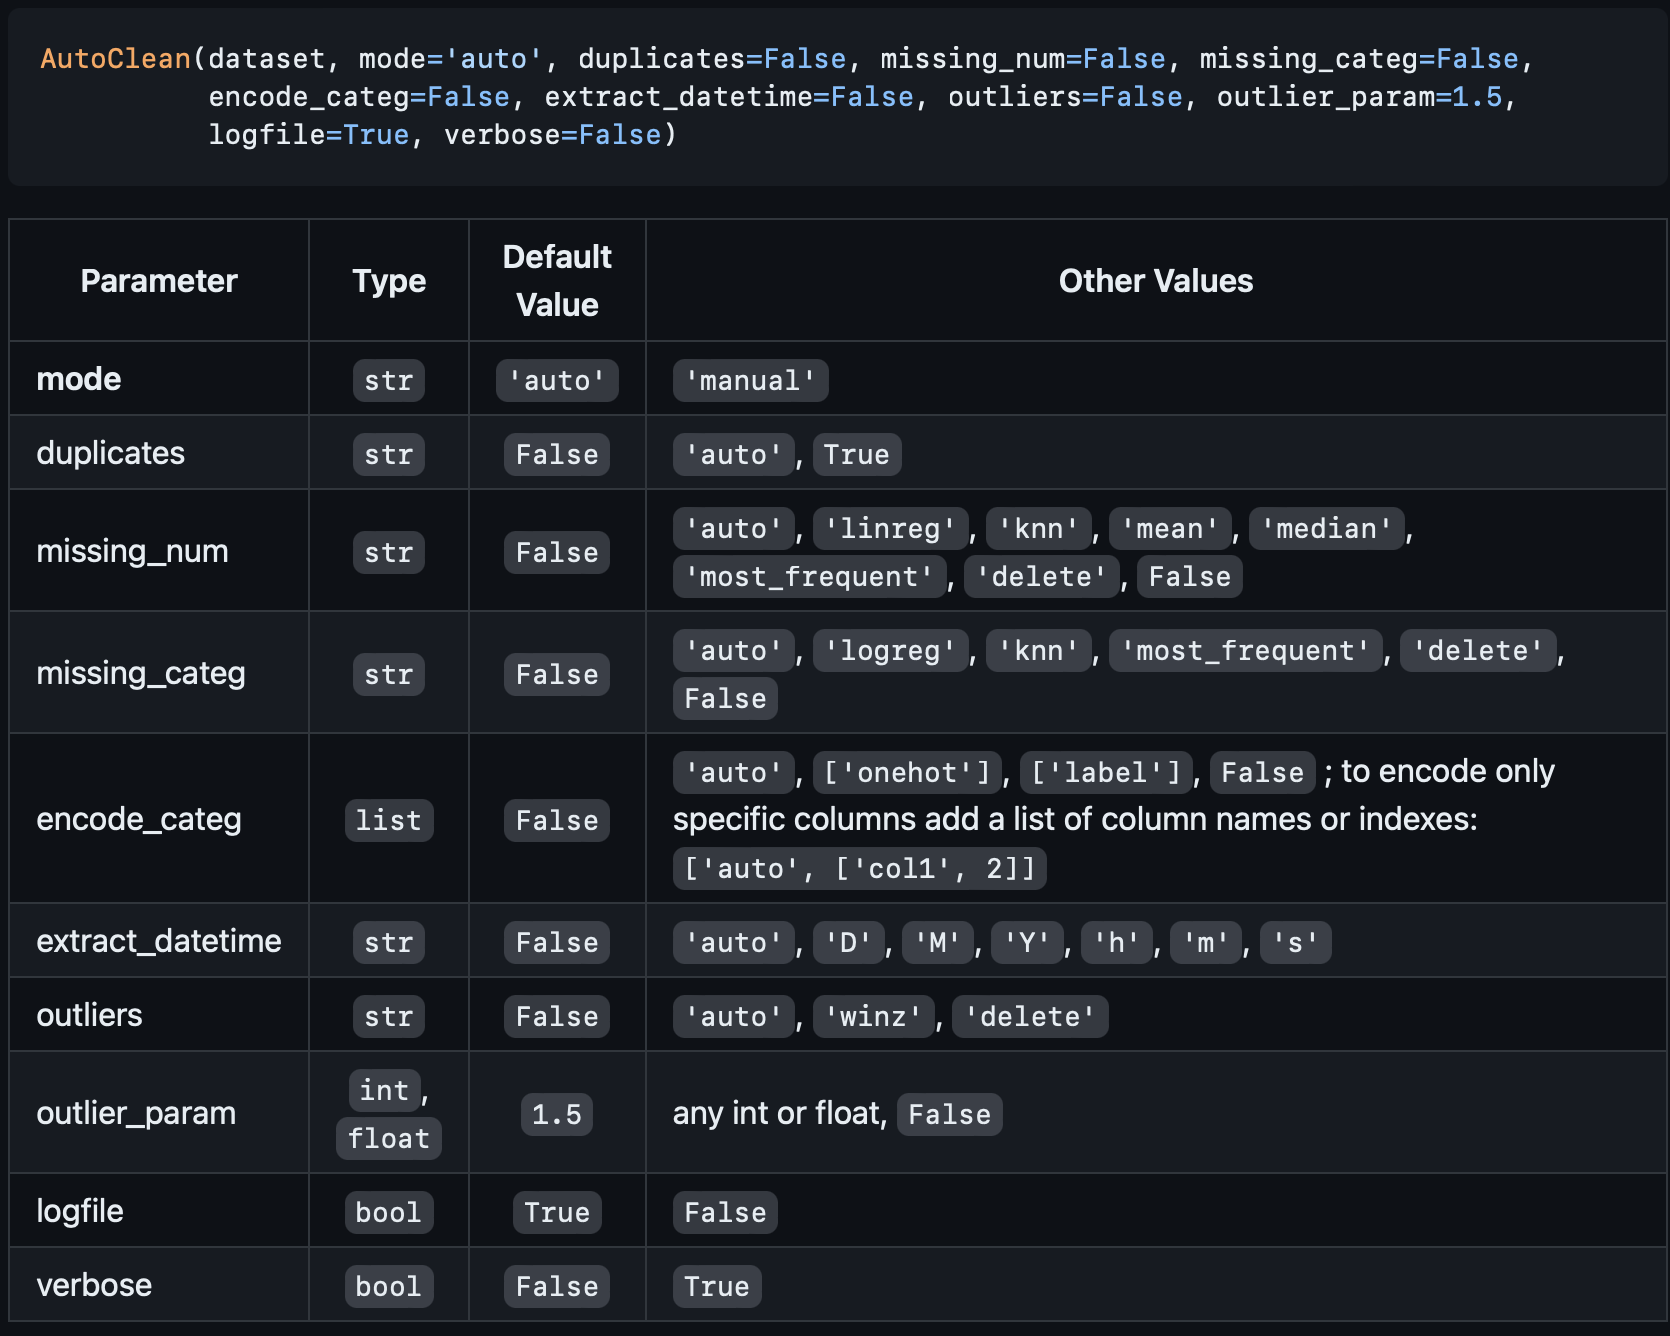 AutoClean(dataset, mode='auto', duplicates=False, missing_num=False, missing_categ=False,
encode_categ=False, extract_datetime=False, outliers=False, outlier_param=1.5,
logfile=True, verbose=False)
Parameter Type Default Value Other Values
mode str 'auto' 'manual'
duplicates str False 'auto', True
missing_num str False 'auto', 'linreg', 'knn', 'mean', 'median',
'most_frequent', 'delete', False
missing_categ str False 'auto', 'logreg', 'knn', 'most_frequent', 'delete',
False
encode_categ list False 'auto', ['onehot'], ['label'], False ; to encode only
specific columns add a list of column names or indexes:
['auto', ['col1', 2]]
extract_datetime str False 'auto', 'D', 'M', 'Y', 'h', 'm', 's'
outliers str False 'auto', 'winz', 'delete'
outlier_param int, float 1.5 any int or float, False
logfile bool True False
verbose bool False True